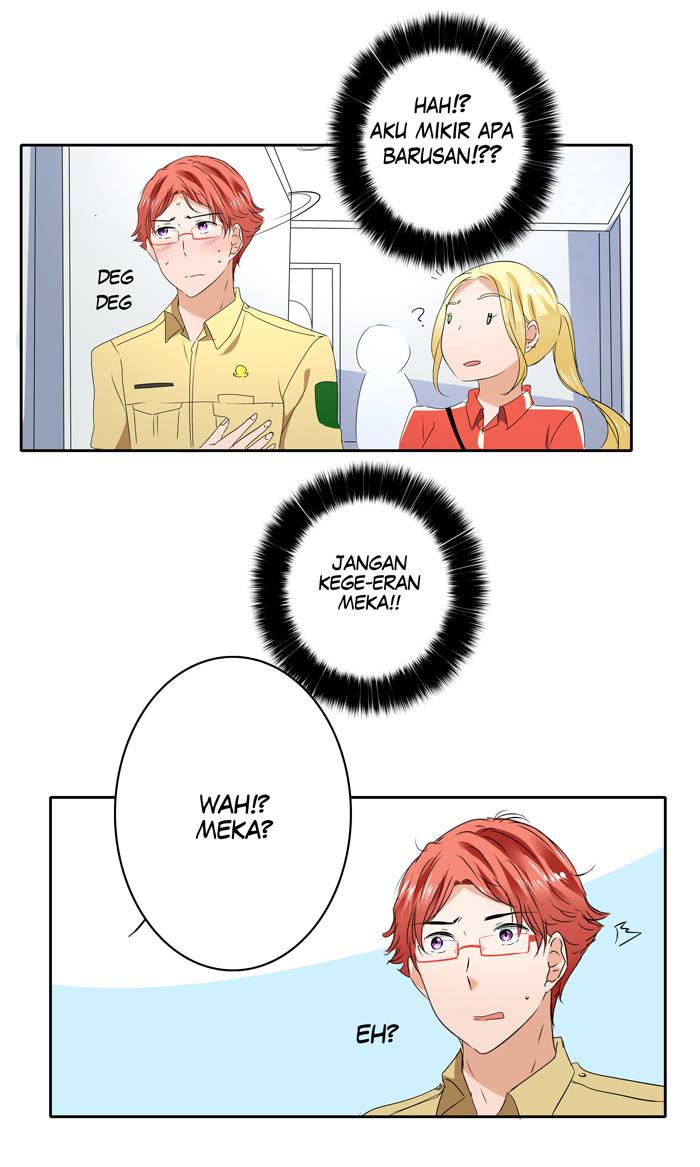 HAH!?
AKU MIKIR APA
BARUSAN!??
DEG
DEG
?
JANGAN
KEGE-ERAN
MEKA!!
WAH!?
MEKA?
EH?